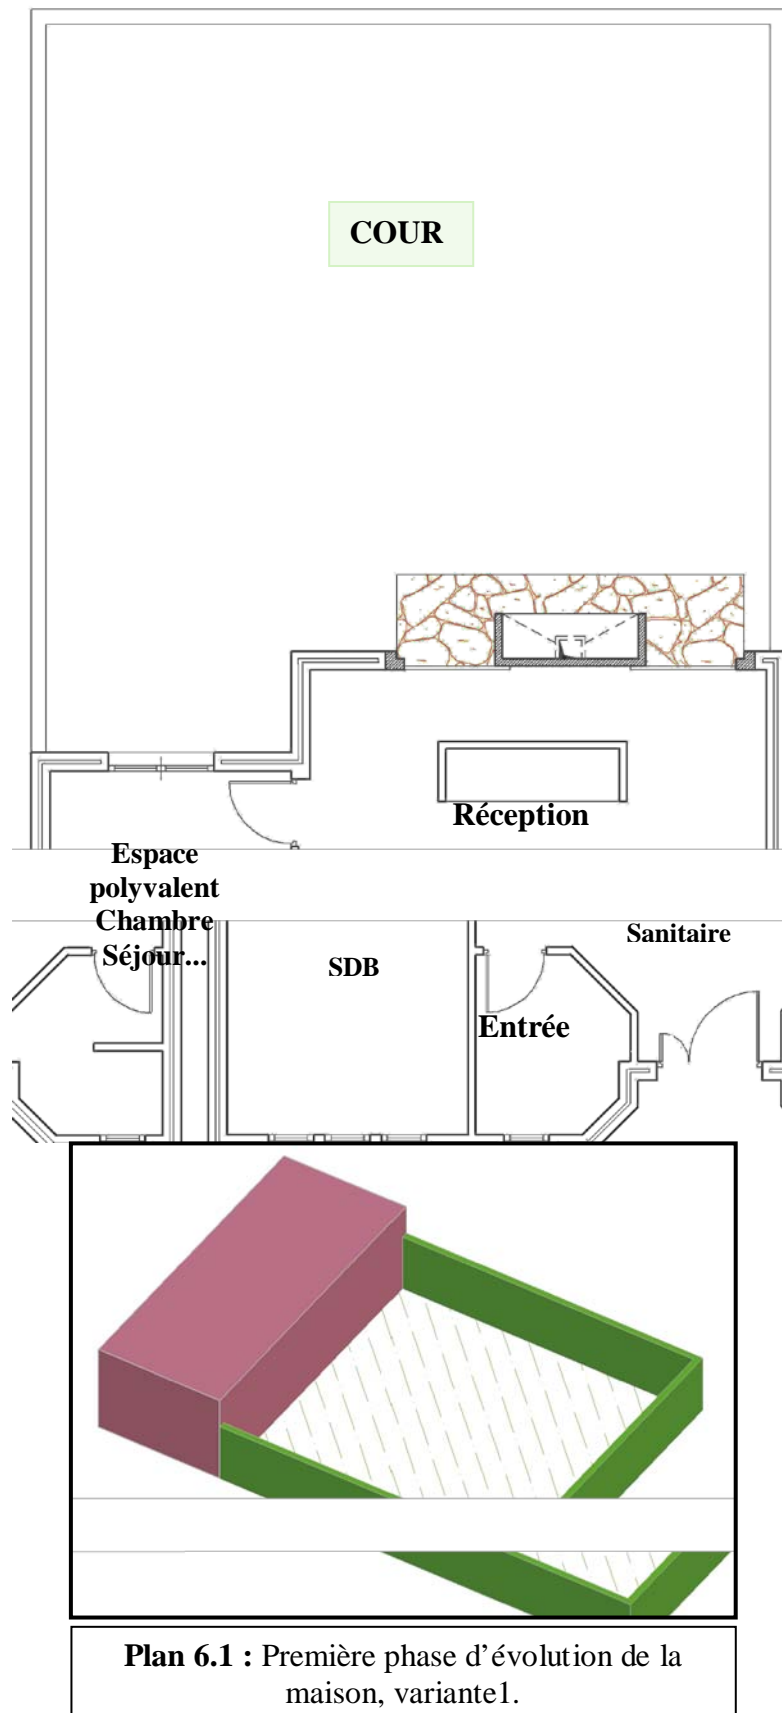 COUR
Réception
Espace
polyvalent
Chambre
Séjour...
SDB
Sanitaire
Entrée
Plan 6.1 : Première phase d’évolution de la
maison, variante1.